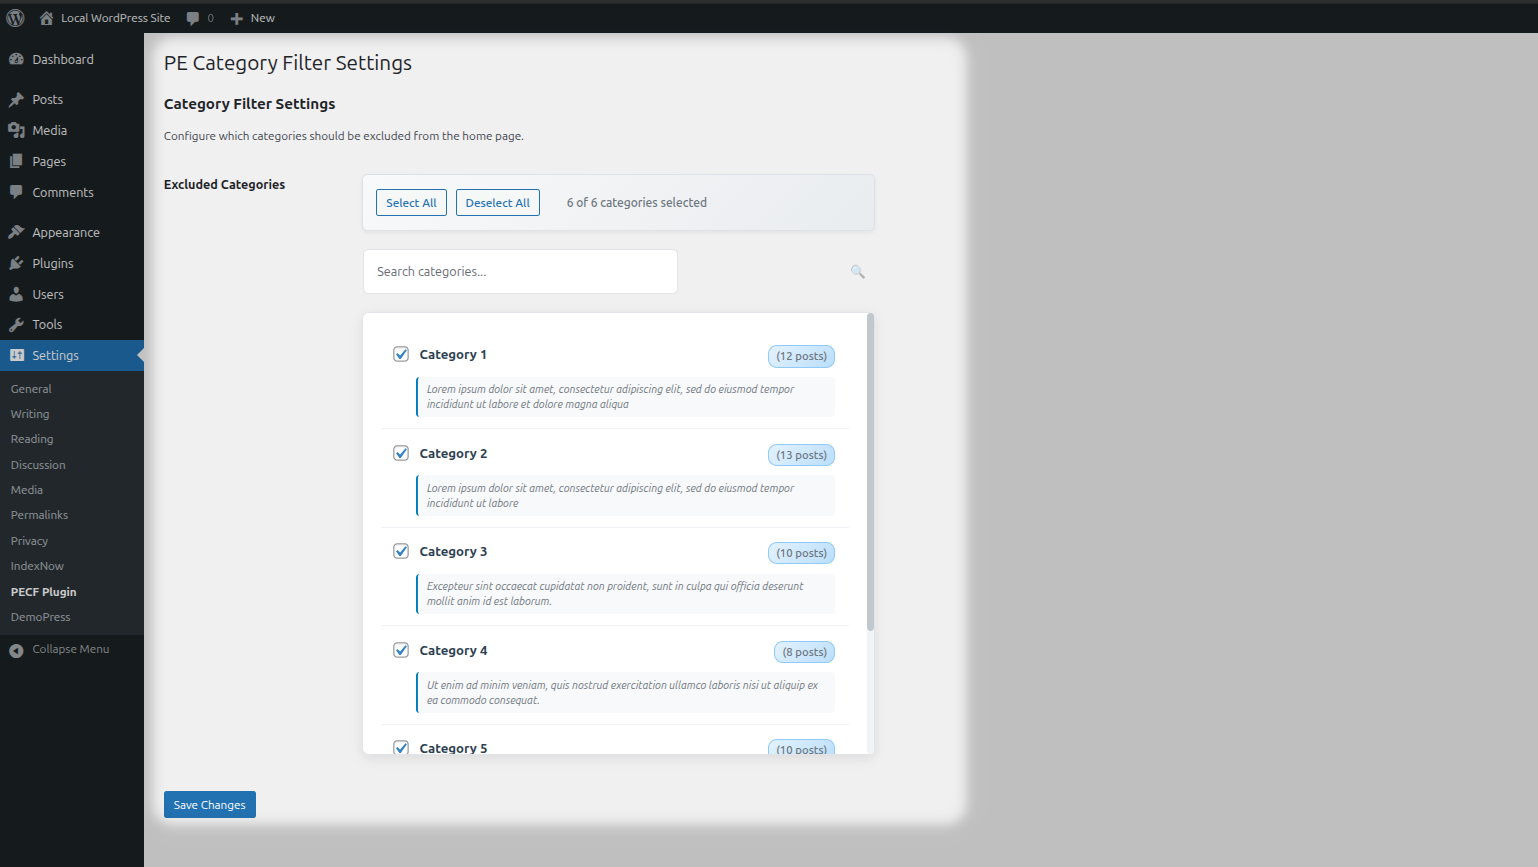 Local WordPress Site
0
New
Dashboard
Posts
Media
Pages
Comments
Appearance
Plugins
Users
Tools
Settings
General
Writing
Reading
Discussion
Media
Permalinks
Privacy
IndexNow
PECF Plugin
DemoPress
Collapse Menu
PE Category Filter Settings
Category Filter Settings
Configure which categories should be excluded from the home page.
Excluded Categories
Select All
Deselect All
6 of 6 categories selected
Search categories...
Category 1
(12 posts)
Lorem ipsum dolor sit amet, consectetur adipiscing elit, sed do eiusmod tempor
incididunt ut labore et dolore magna aliqua
Category 2
(13 posts)
Lorem ipsum dolor sit amet, consectetur adipiscing elit, sed do eiusmod tempor
incididunt ut labore
Category 3
(10 posts)
Excepteur sint occaecat cupidatat non proident, sunt in culpa qui officia deserunt
mollit anim id est laborum.
Category 4
(8 posts)
Ut enim ad minim veniam, quis nostrud exercitation ullamco laboris nisi ut aliquip ex
ea commodo consequat.
Category 5
(10 posts)
Save Changes